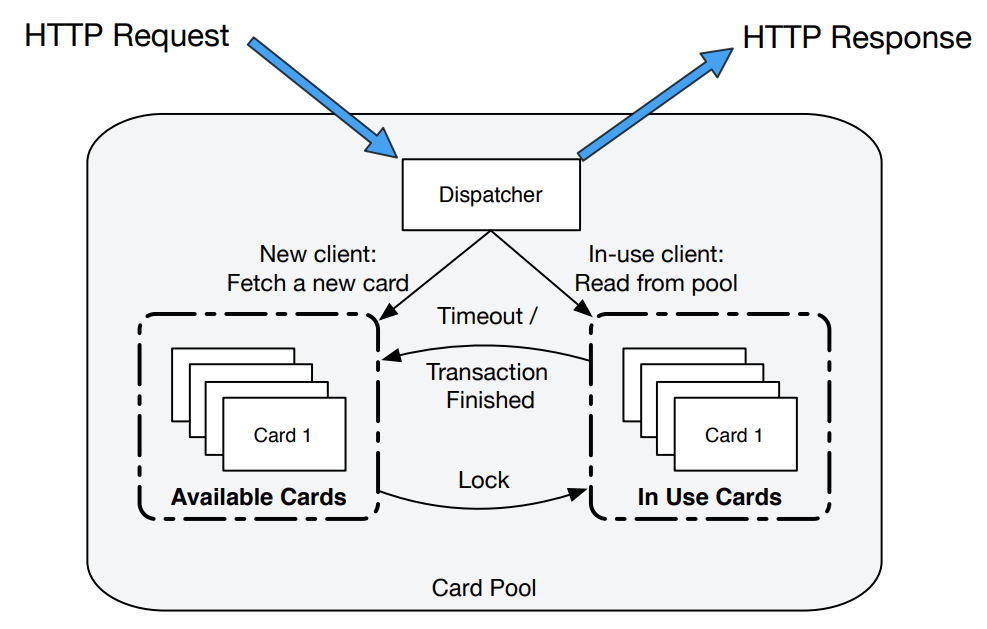 HTTP Request
HTTP Response
Dispatcher
New client:
Fetch a new card
In-use client:
Read from pool
Timeout /
Transaction
Finished
Card 1
Available Cards
Lock
Card 1
In Use Cards
Card Pool